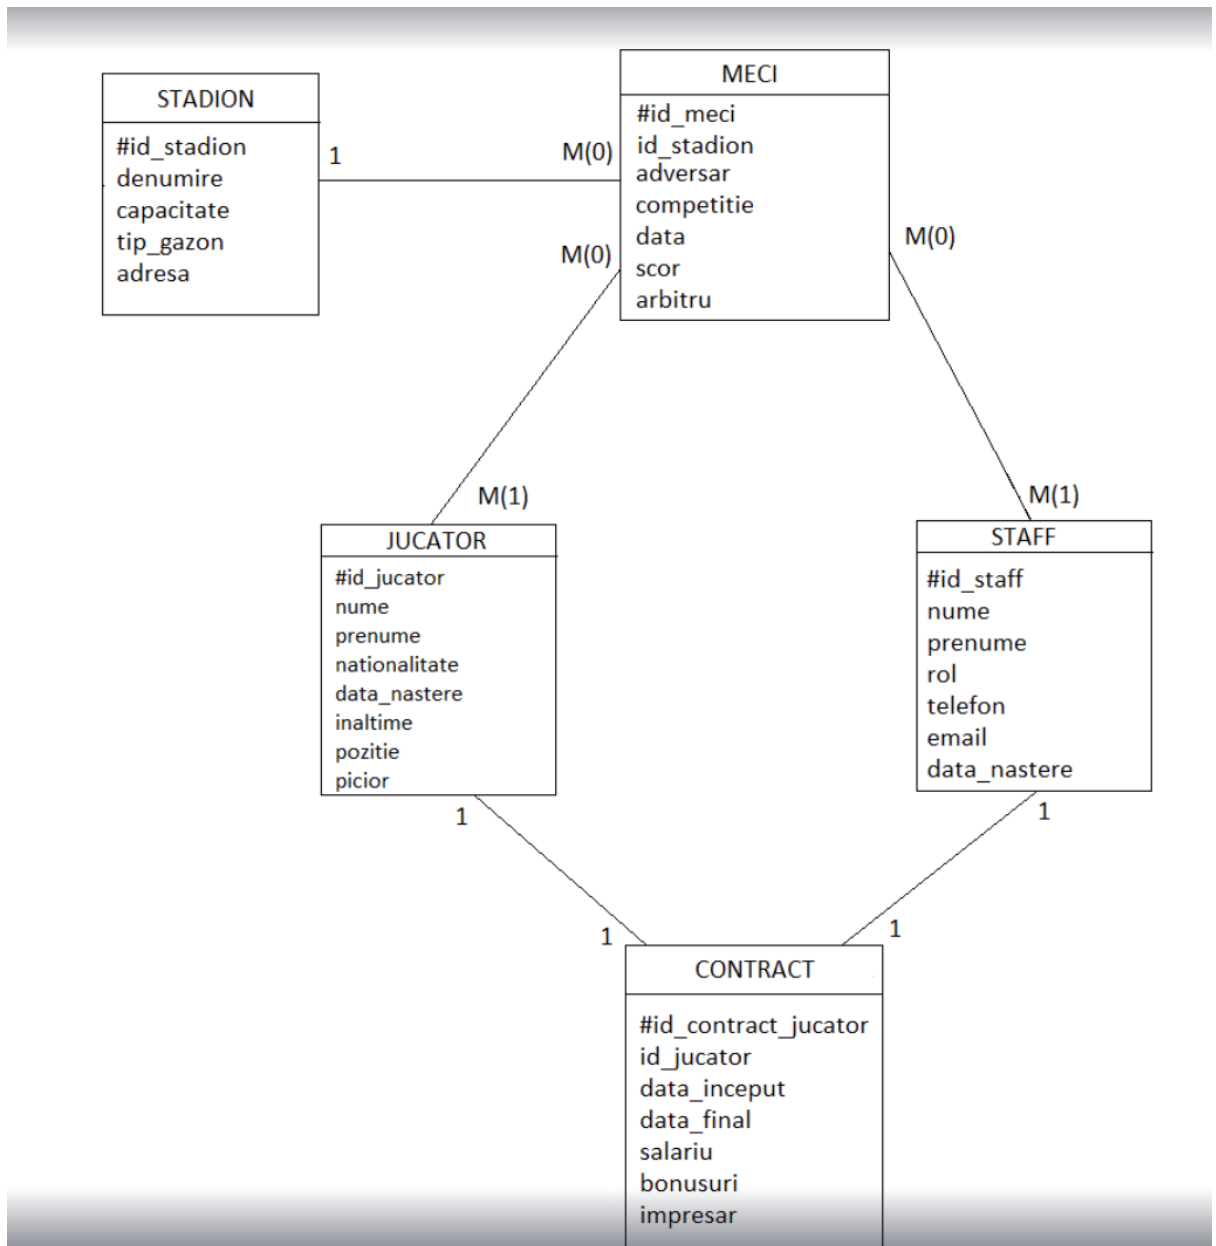 STADION
#id_stadion
denumire
capacitate
tip_gazon
adresa
1
M(0)
MECI
#id_meci
id_stadion
adversar
competitie
data
scor
arbitru
M(0)
M(0)
M(1)
M(1)
JUCATOR
#id_jucator
nume
prenume
nationalitate
data_nastere
inaltime
pozitie
picior
STAFF
#id_staff
nume
prenume
rol
telefon
email
data_nastere
1
1
1
1
CONTRACT
#id_contract_jucator
id_jucator
data_inceput
data_final
salariu
bonusuri
impresar